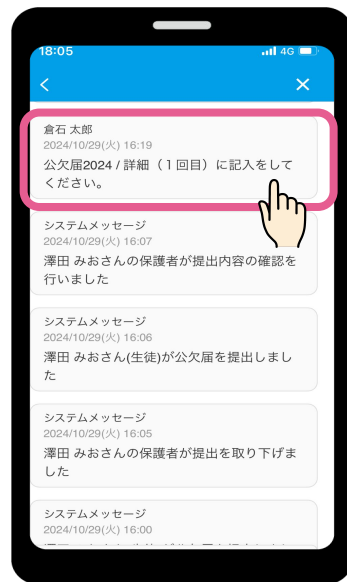 18:05
4G
倉石 太郎
2024/10/29(火) 16:19
公欠届2024 / 詳細（１回目）に記入をして
ください。
システムメッセージ
2024/10/29(火) 16:07
澤田 みおさんの保護者が提出内容の確認を
行いました
システムメッセージ
2024/10/29(火) 16:06
澤田 みおさん(生徒)が公欠届を提出しまし
た
システムメッセージ
2024/10/29(火) 16:05
澤田 みおさんの保護者が提出を取り下げま
した
システムメッセージ
2024/10/29(火) 16:00